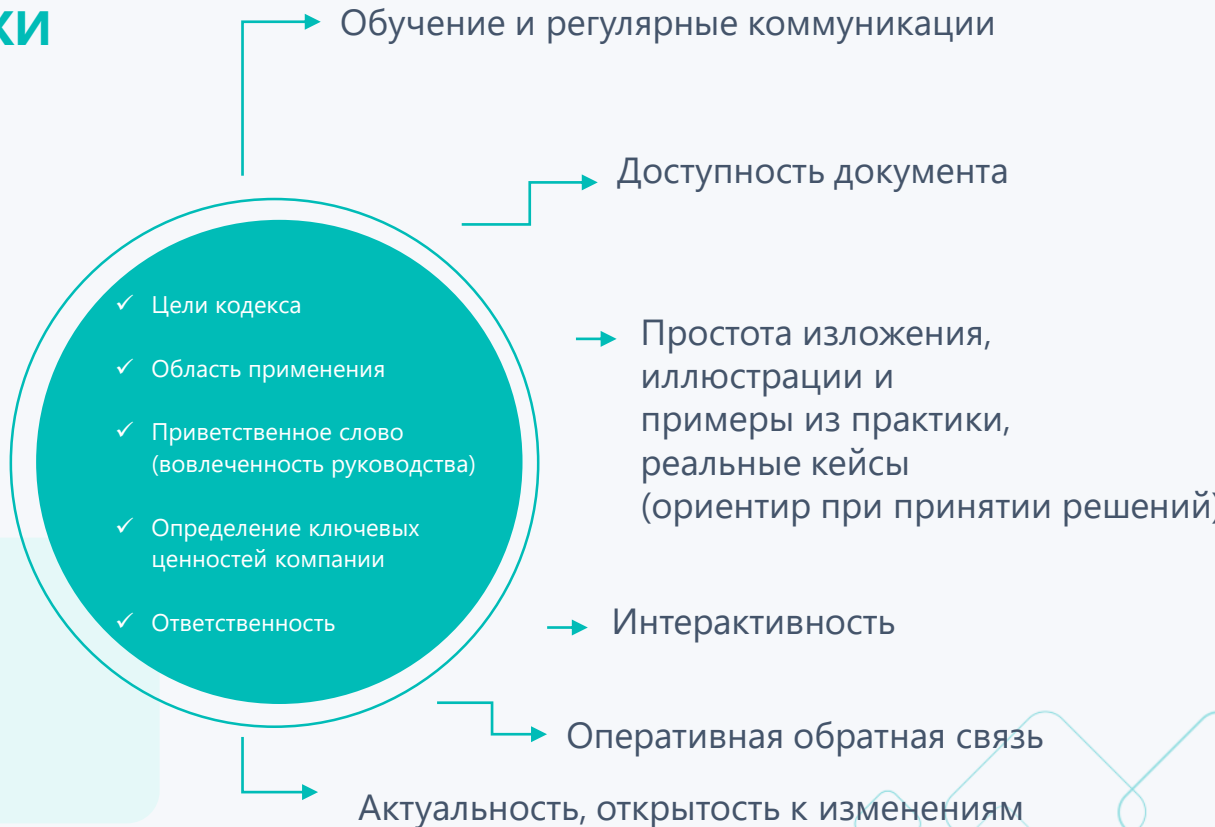 ки
Обучение и регулярные коммуникации
Доступность документа
✓ Цели кодекса
✓ Область применения
✓ Приветственное слово
(вовлеченность руководства)
✓ Определение ключевых
ценностей компании
✓ Ответственность
Простота изложения,
иллюстрации и
примеры из практики,
реальные кейсы
(ориентир при принятии решений)
Интерактивность
Оперативная обратная связь
Актуальность, открытость к изменениям